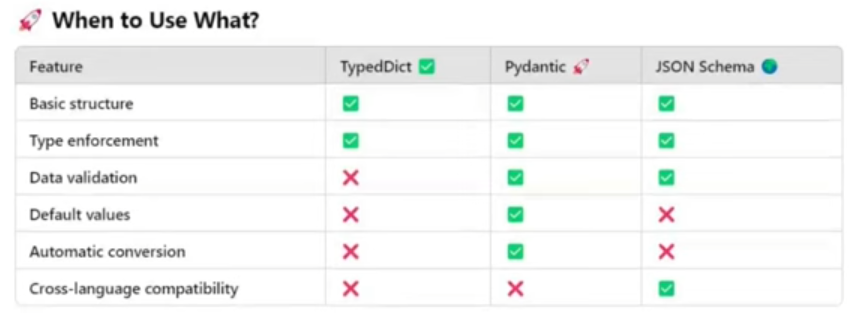 🚀 When to Use What?
Feature TypedDict ✅ Pydantic 🚀 JSON Schema 🌍
Basic structure ✅ ✅ ✅
Type enforcement ✅ ✅ ✅
Data validation ❌ ✅ ✅
Default values ❌ ✅ ❌
Automatic conversion ❌ ✅ ❌
Cross-language compatibility ❌ ❌ ✅